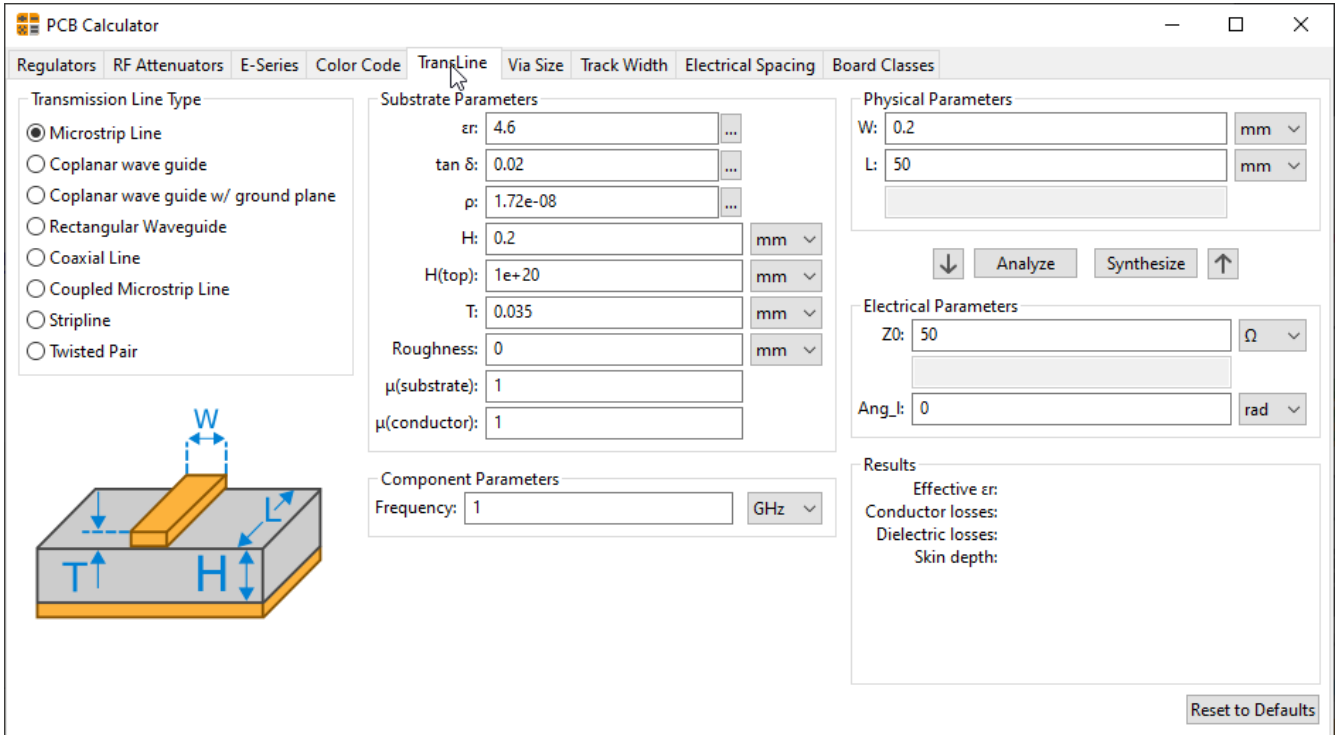 PCB Calculator
Regulators RF Attenuators E-Series Color Code TransLine Via Size Track Width Electrical Spacing Board Classes
Transmission Line Type
Microstrip Line
Coplanar wave guide
Coplanar wave guide w/ ground plane
Rectangular Waveguide
Coaxial Line
Coupled Microstrip Line
Stripline
Twisted Pair
W
L
T
H
Substrate Parameters
εr: 4.6 ...
tan δ: 0.02 ...
ρ: 1.72e-08 ...
H: 0.2 mm
H(top): 1e+20 mm
T: 0.035 mm
Roughness: 0 mm
μ(substrate): 1
μ(conductor): 1
Component Parameters
Frequency: 1 GHz
Physical Parameters
W: 0.2 mm
L: 50 mm
Analyze Synthesize
Electrical Parameters
Z0: 50 Ω
Ang_l: 0 rad
Results
Effective εr:
Conductor losses:
Dielectric losses:
Skin depth:
Reset to Defaults